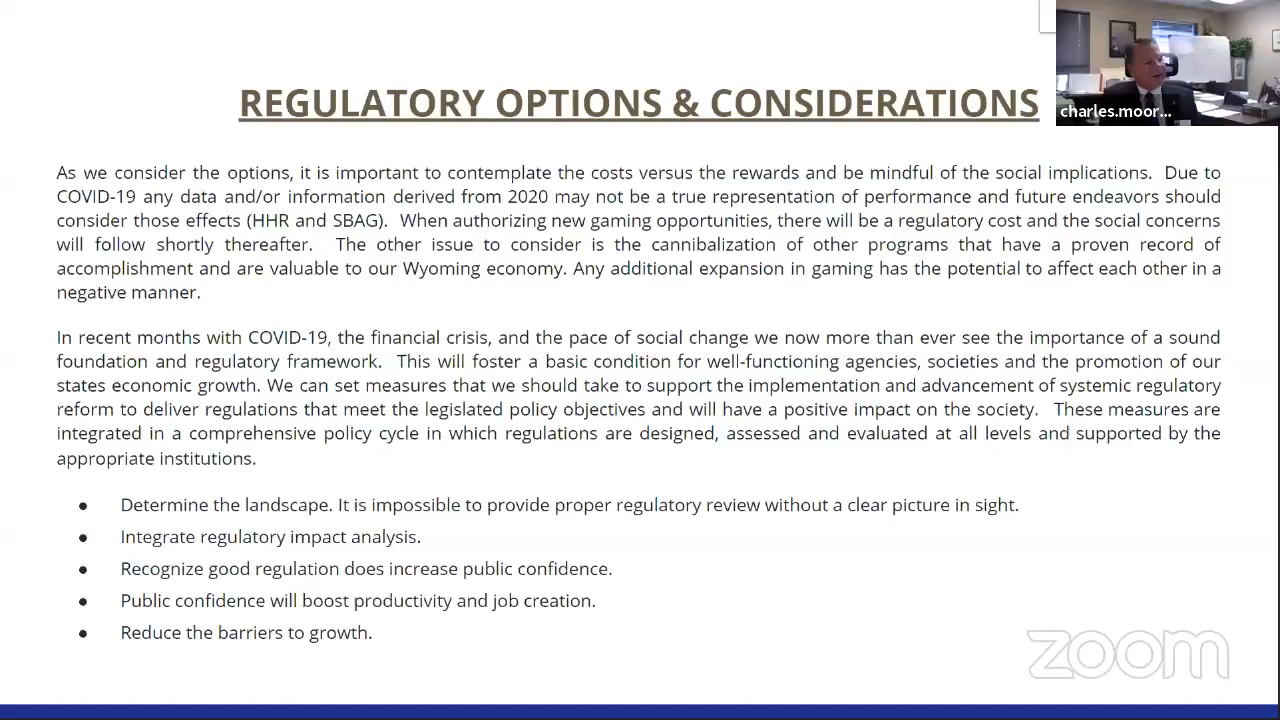 REGULATORY OPTIONS & CONSIDERATIONS
charles.moor...
As we consider the options, it is important to contemplate the costs versus the rewards and be mindful of the social implications. Due to
COVID-19 any data and/or information derived from 2020 may not be a true representation of performance and future endeavors should
consider those effects (HHR and SBAG). When authorizing new gaming opportunities, there will be a regulatory cost and the social concerns
will follow shortly thereafter. The other issue to consider is the cannibalization of other programs that have a proven record of
accomplishment and are valuable to our Wyoming economy. Any additional expansion in gaming has the potential to affect each other in a
negative manner.
In recent months with COVID-19, the financial crisis, and the pace of social change we now more than ever see the importance of a sound
foundation and regulatory framework. This will foster a basic condition for well-functioning agencies, societies and the promotion of our
states economic growth. We can set measures that we should take to support the implementation and advancement of systemic regulatory
reform to deliver regulations that meet the legislated policy objectives and will have a positive impact on the society. These measures are
integrated in a comprehensive policy cycle in which regulations are designed, assessed and evaluated at all levels and supported by the
appropriate institutions.
● Determine the landscape. It is impossible to provide proper regulatory review without a clear picture in sight.
● Integrate regulatory impact analysis.
● Recognize good regulation does increase public confidence.
● Public confidence will boost productivity and job creation.
● Reduce the barriers to growth.
zoom